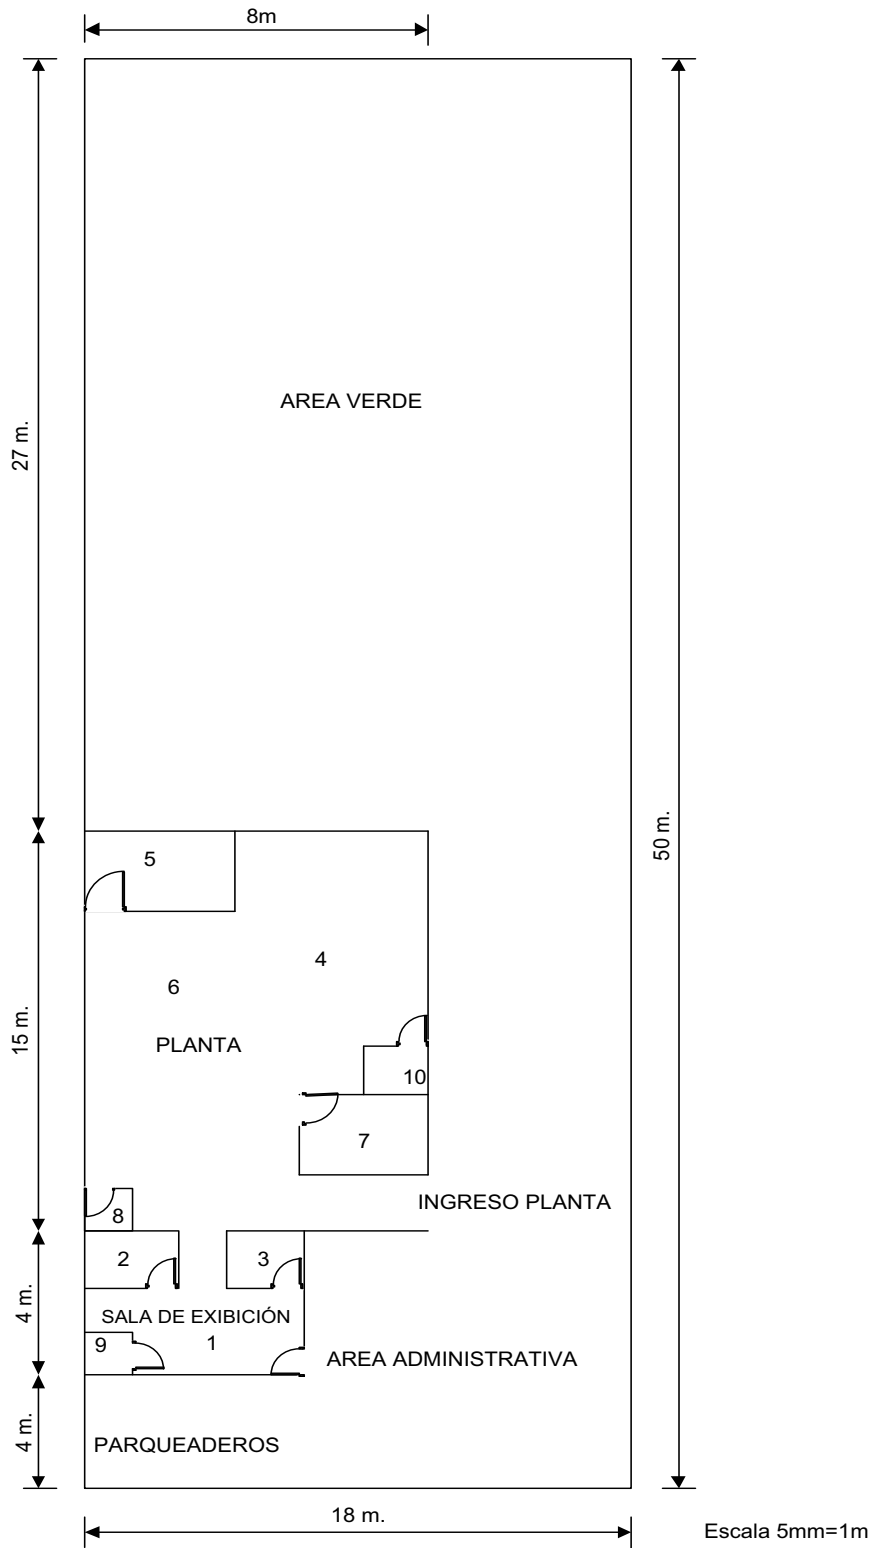 8m
AREA VERDE
27 m.
50 m.
5
4
6
15 m.
PLANTA
10
7
INGRESO PLANTA
8
2
3
4 m.
SALA DE EXIBICIÓN
9
1
AREA ADMINISTRATIVA
4 m.
PARQUEADEROS
18 m.
Escala 5mm=1m